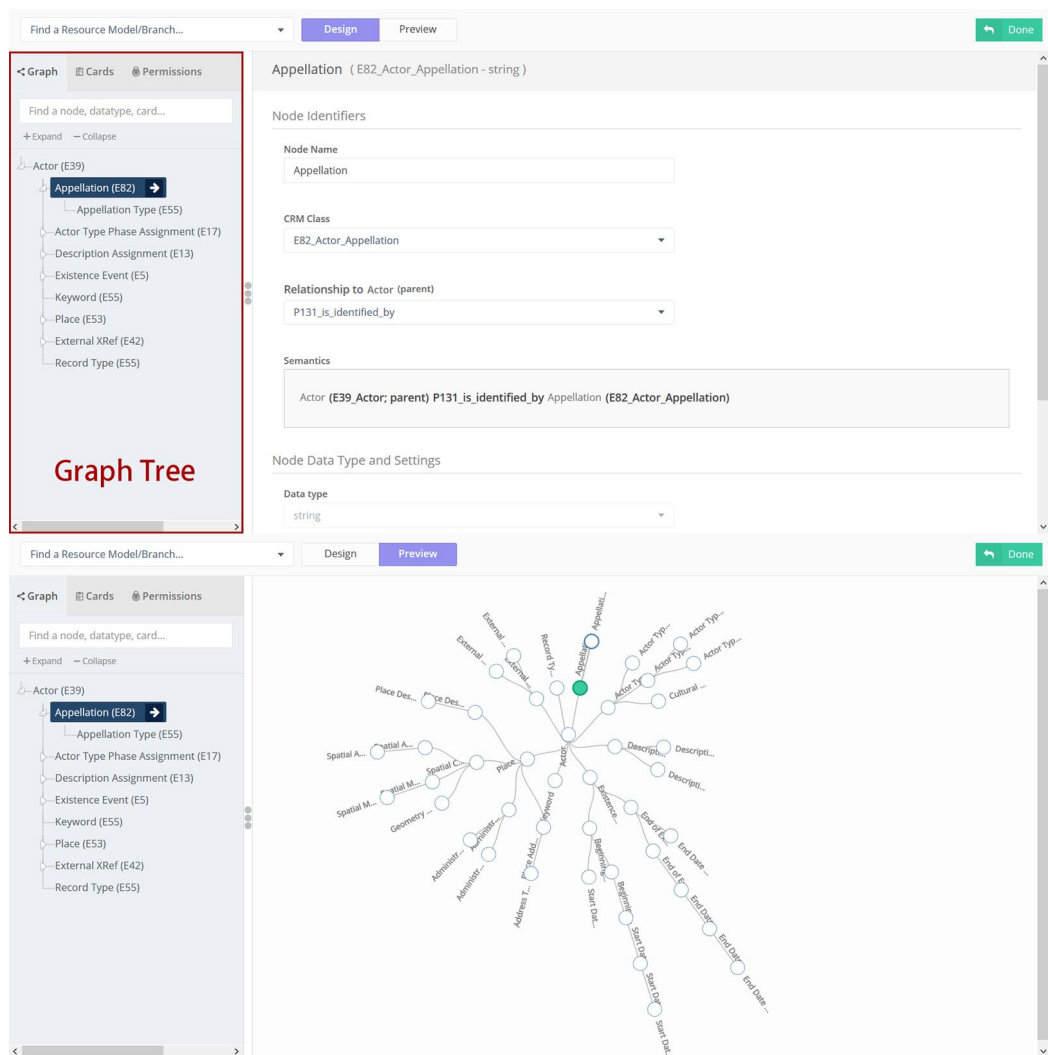 Find a Resource Model/Branch...
Design
Preview
Done
Graph
Cards
Permissions
Find a node, datatype, card...
Expand
Collapse
Actor (E39)
Appellation (E82)
Appellation Type (E55)
Actor Type Phase Assignment (E17)
Description Assignment (E13)
Existence Event (E5)
Keyword (E55)
Place (E53)
External XRef (E42)
Record Type (E55)
Graph Tree
Appellation ( E82_Actor_Appellation - string )
Node Identifiers
Node Name
Appellation
CRM Class
E82_Actor_Appellation
Relationship to Actor (parent)
P131_is_identified_by
Semantics
Actor (E39_Actor; parent) P131_is_identified_by Appellation (E82_Actor_Appellation)
Node Data Type and Settings
Data type
string
Find a Resource Model/Branch...
Design
Preview
Done
Graph
Cards
Permissions
Find a node, datatype, card...
Expand
Collapse
Actor (E39)
Appellation (E82)
Appellation Type (E55)
Actor Type Phase Assignment (E17)
Description Assignment (E13)
Existence Event (E5)
Keyword (E55)
Place (E53)
External XRef (E42)
Record Type (E55)
Appellati...
External ...
External ...
Record Ty...
Actor Typ...
Actor Typ...
Actor Typ...
Cultural ...
Place Des...
Spatial A...
Spatial C...
Spatial M...
Geometry ...
Place
Actor
Descripti...
Descripti...
Descripti...
Existence...
Administr...
Administr...
Address T...
Beginning...
Start Dat...
Start Dat...
End Date ...
End Date ...